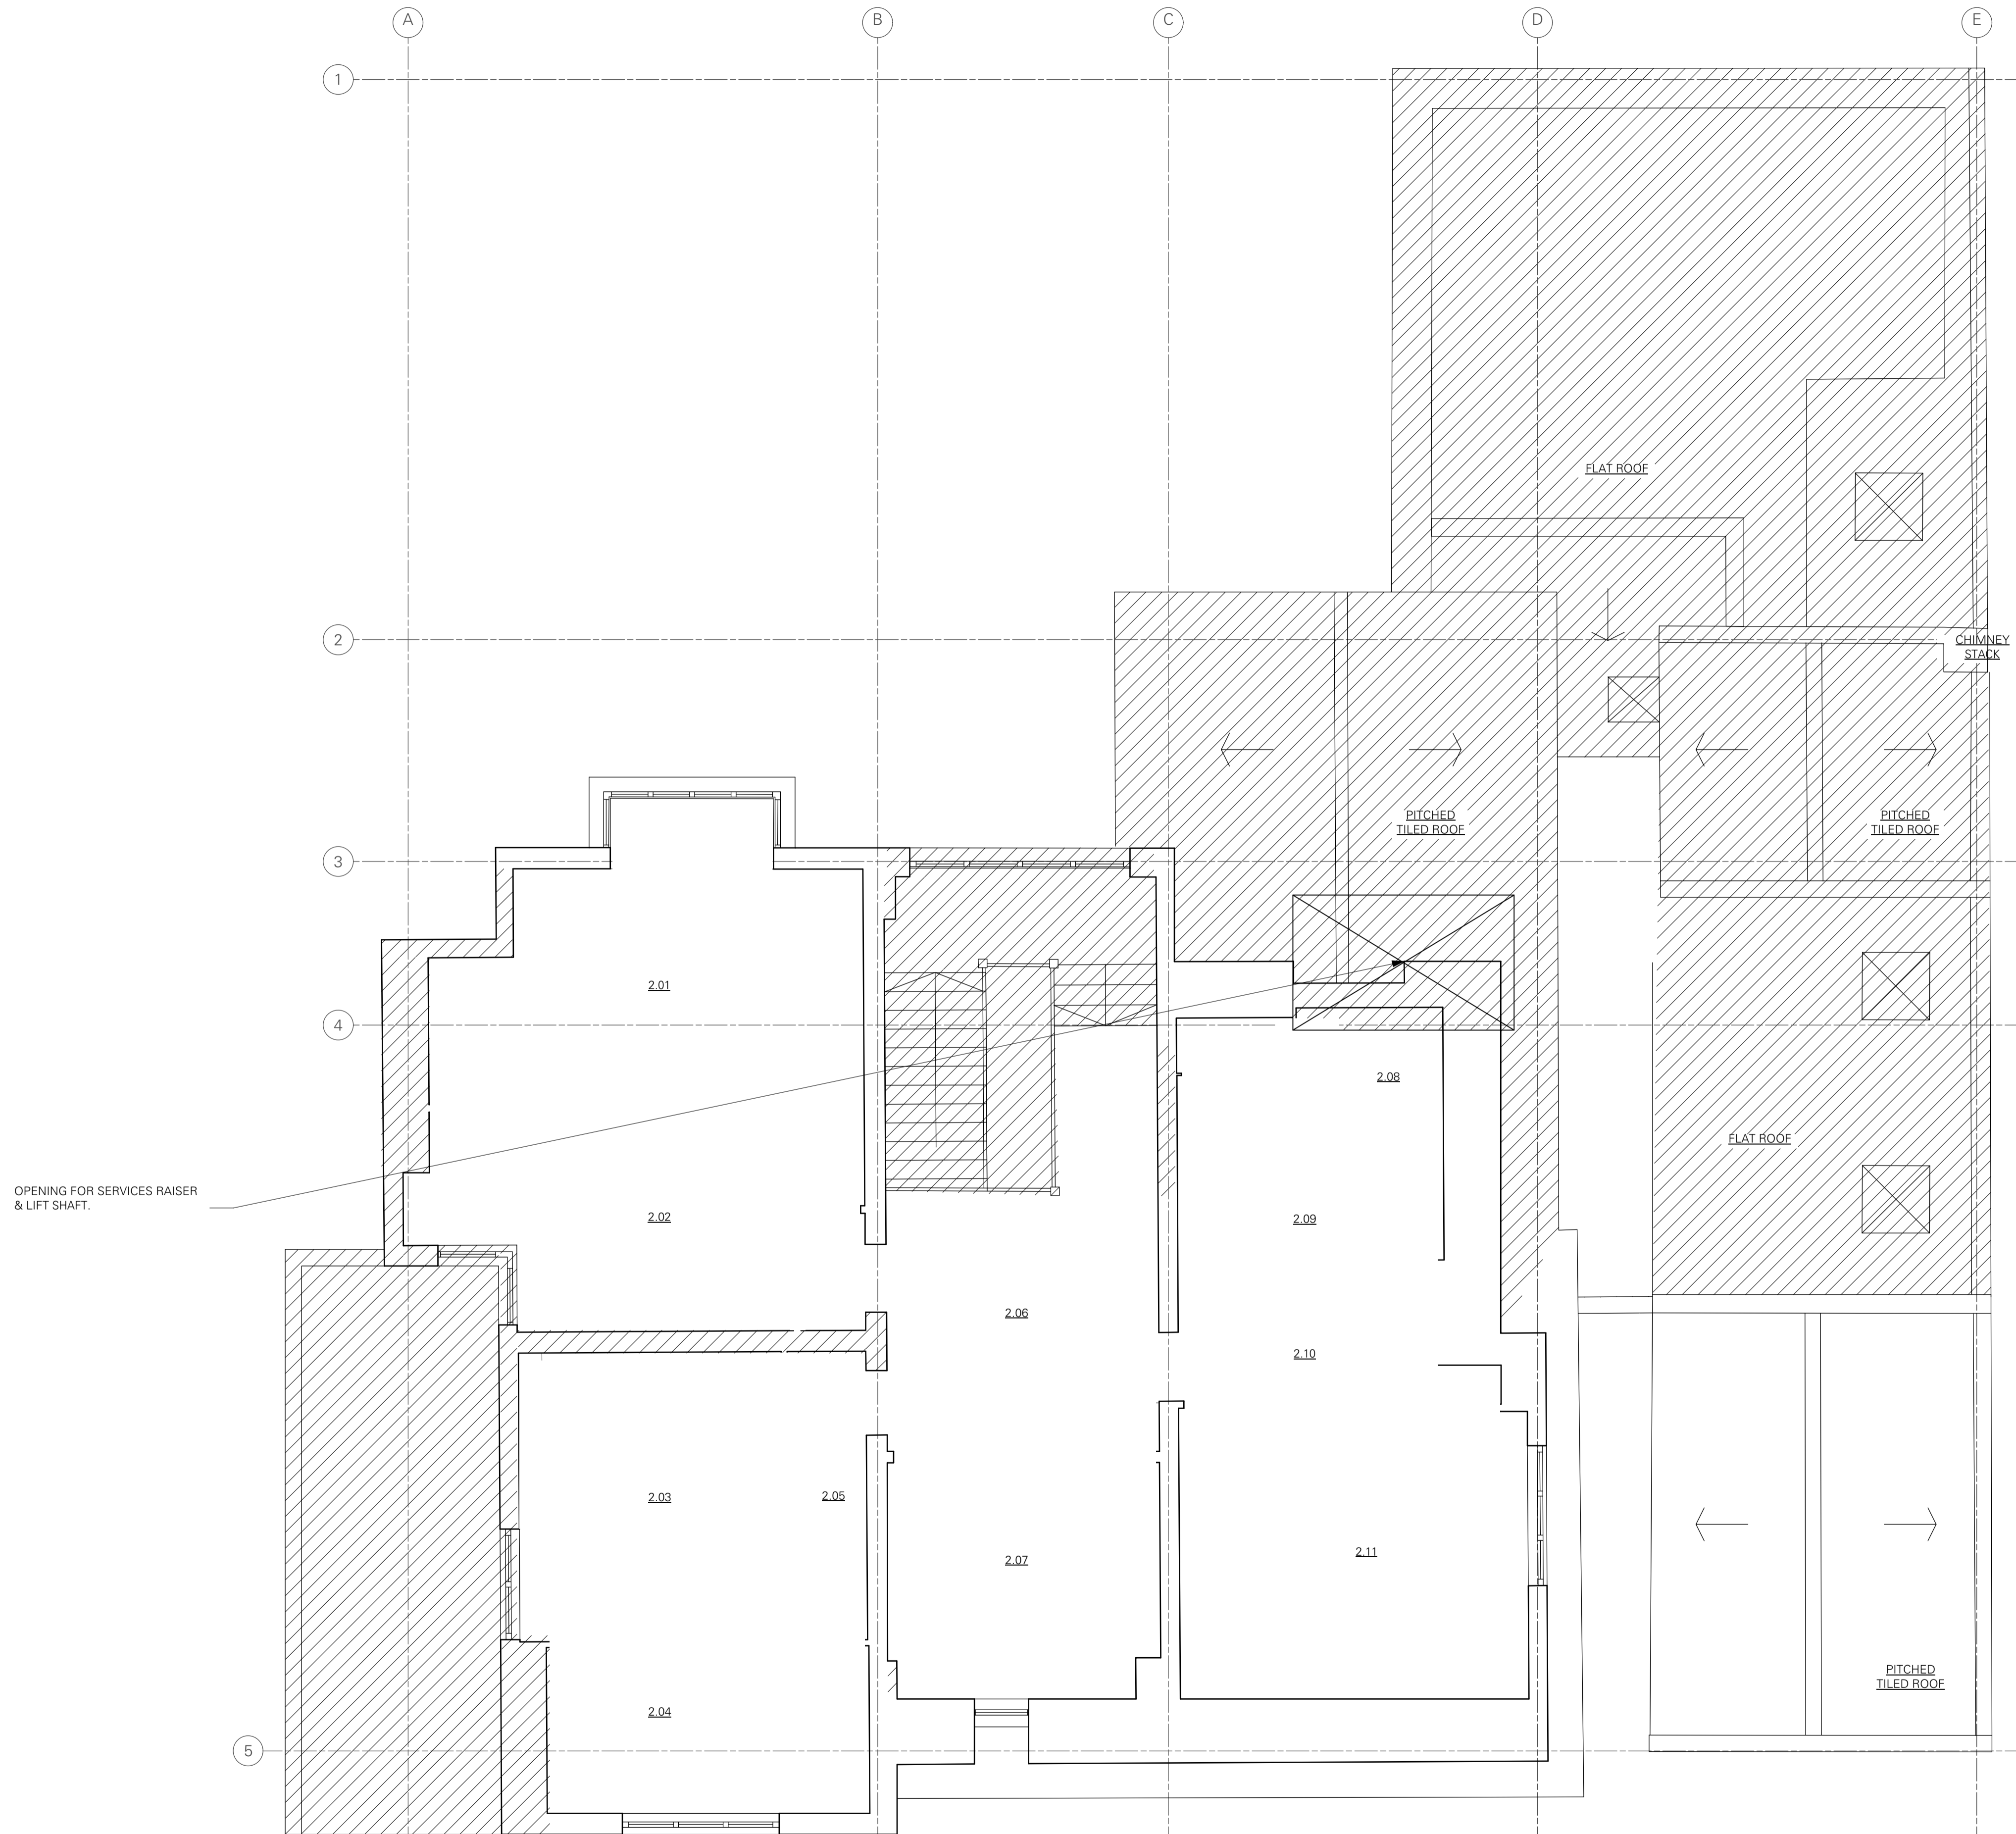 A
B
C
D
E
1
FLAT ROOF
2
CHIMNEY
STACK
PITCHED
TILED ROOF
PITCHED
TILED ROOF
3
2.01
4
2.08
FLAT ROOF
OPENING FOR SERVICES RAISER
& LIFT SHAFT.
2.02
2.09
2.06
2.10
2.03
2.05
2.07
2.11
PITCHED
TILED ROOF
2.04
5